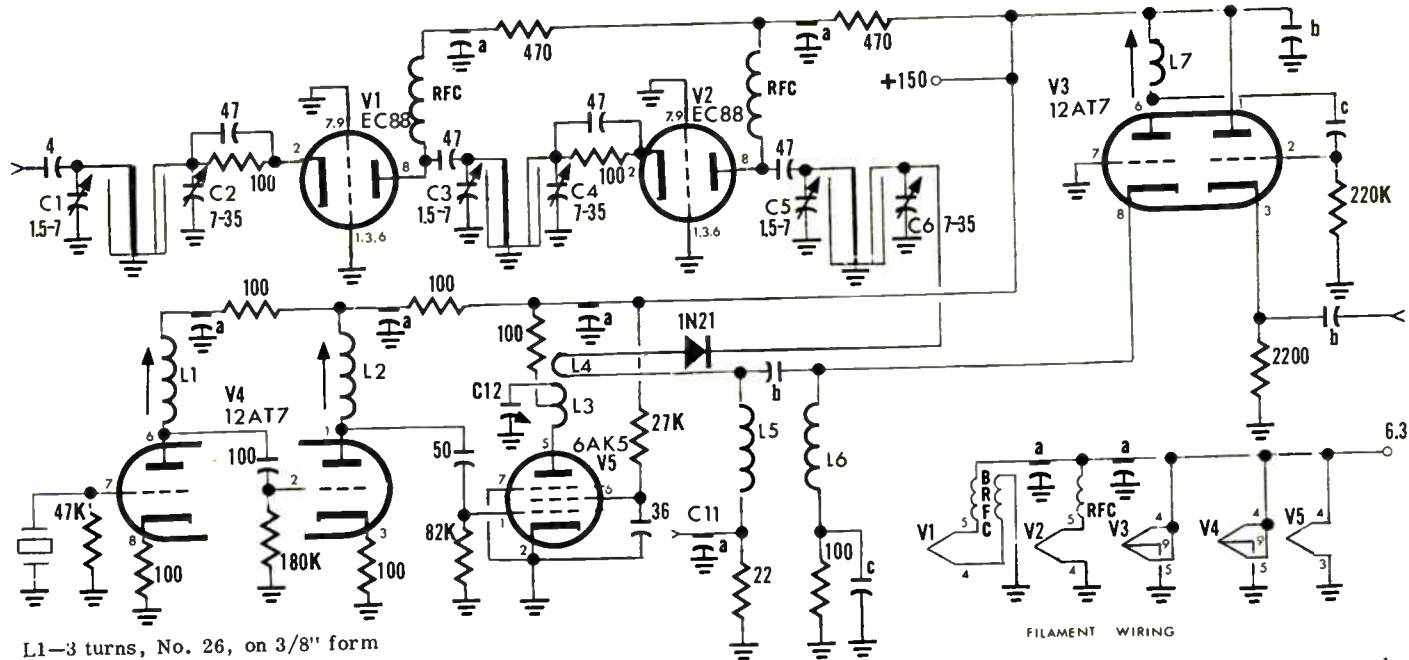 470
a
470
a
b
+150
V3
12AT7
L7
6
1
c
7
2
8
3
220K
2200
b
RFC
RFC
4
C1
1.5-7
C2
7-35
47
100
2
V1
EC88
7.9
8
1.3.6
47
C3
1.5-7
C4
7-35
47
100
2
V2
EC88
7.9
8
1.3.6
47
C5
1.5-7
C6 7-35
100
100
a
a
a
L1
L2
V4
12AT7
6
1
7
2
8
3
47K
100
100
180K
100
100
50
82K
C12
L3
L4
1N21
b
5
6AK5
V5
7
6
1
2
27K
36
L5
L6
C11
a
22
100
c
6.3
a
a
BRFC
RFC
V1
5
4
V2
5
4
V3
4
9
5
V4
4
9
5
V5
4
3
FILAMENT WIRING
L1—3 turns, No. 26, on 3/8" form